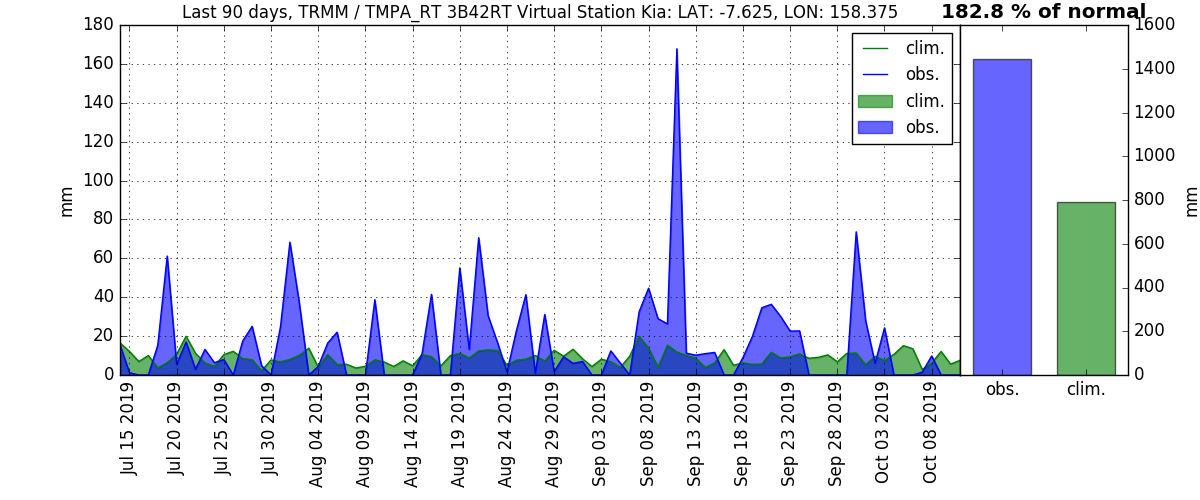 Last 90 days, TRMM / TMPA_RT 3B42RT Virtual Station Kia: LAT: -7.625, LON: 158.375
182.8 % of normal
180
160
140
120
100
80
60
40
20
0
mm
clim.
obs.
clim.
obs.
Jul 15 2019
Jul 20 2019
Jul 25 2019
Jul 30 2019
Aug 04 2019
Aug 09 2019
Aug 14 2019
Aug 19 2019
Aug 24 2019
Aug 29 2019
Sep 03 2019
Sep 08 2019
Sep 13 2019
Sep 18 2019
Sep 23 2019
Sep 28 2019
Oct 03 2019
Oct 08 2019
1600
1400
1200
1000
800
600
400
200
0
mm
obs.
clim.